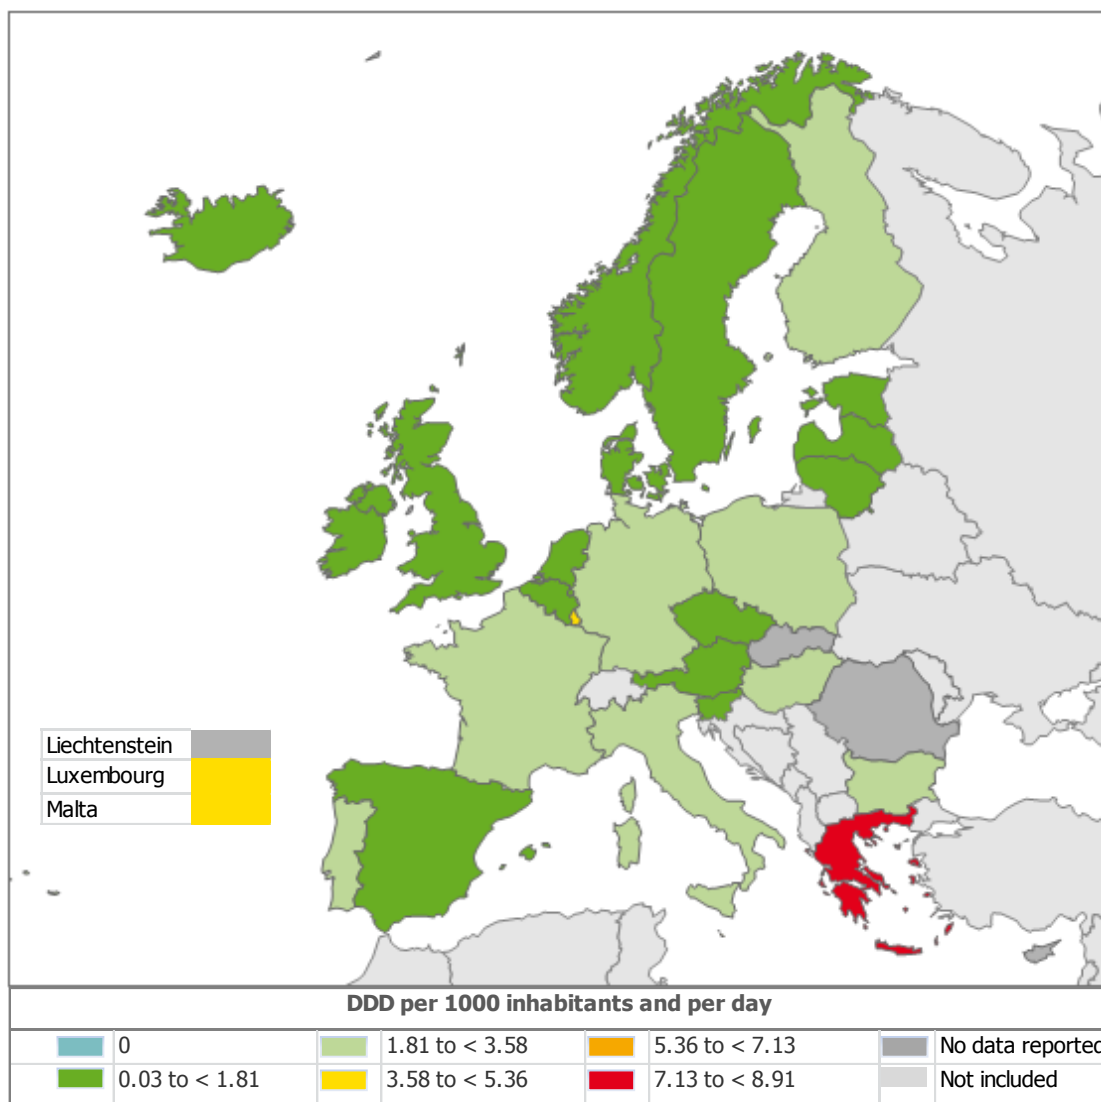 Liechtenstein
Luxembourg
Malta
DDD per 1000 inhabitants and per day
0 1.81 to < 3.58 5.36 to < 7.13 No data reported
0.03 to < 1.81 3.58 to < 5.36 7.13 to < 8.91 Not included